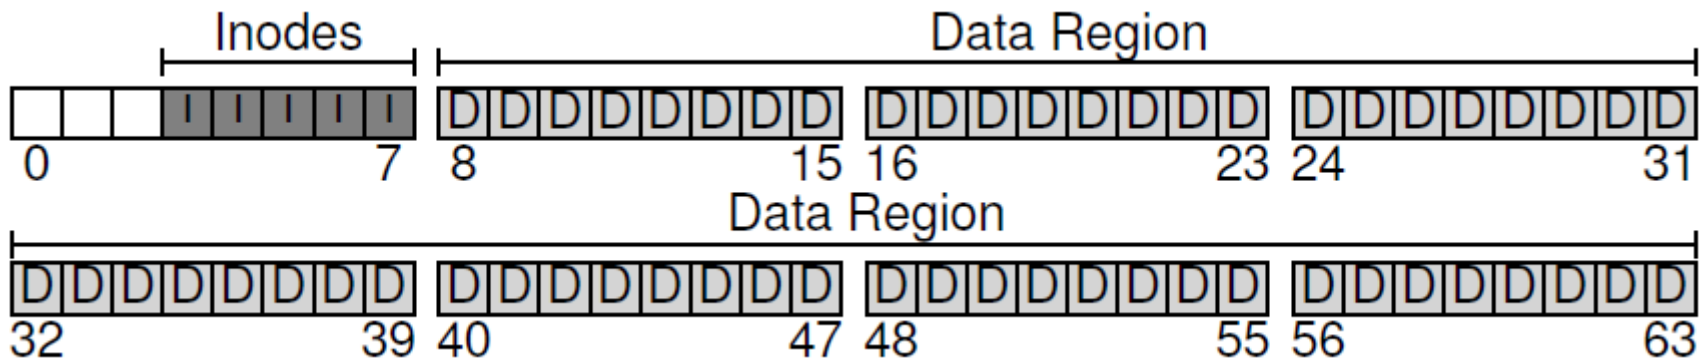 Inodes Data Region
I I I I I D D D D D D D D D D D D D D D D D D D D D D D D
0 7 8 15 16 23 24 31
Data Region
D D D D D D D D D D D D D D D D D D D D D D D D D D D D D D D D
32 39 40 47 48 55 56 63